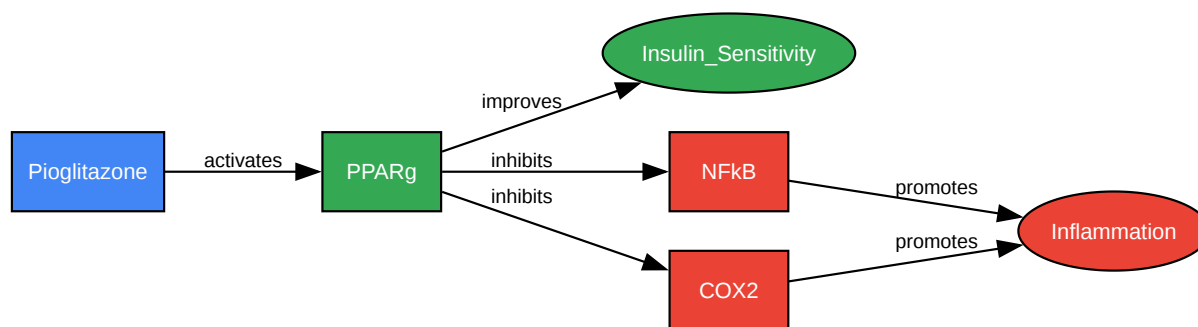 Insulin_Sensitivity
improves
Pioglitazone
activates
PPARg
inhibits
NFkB
inhibits
promotes
Inflammation
promotes
COX2